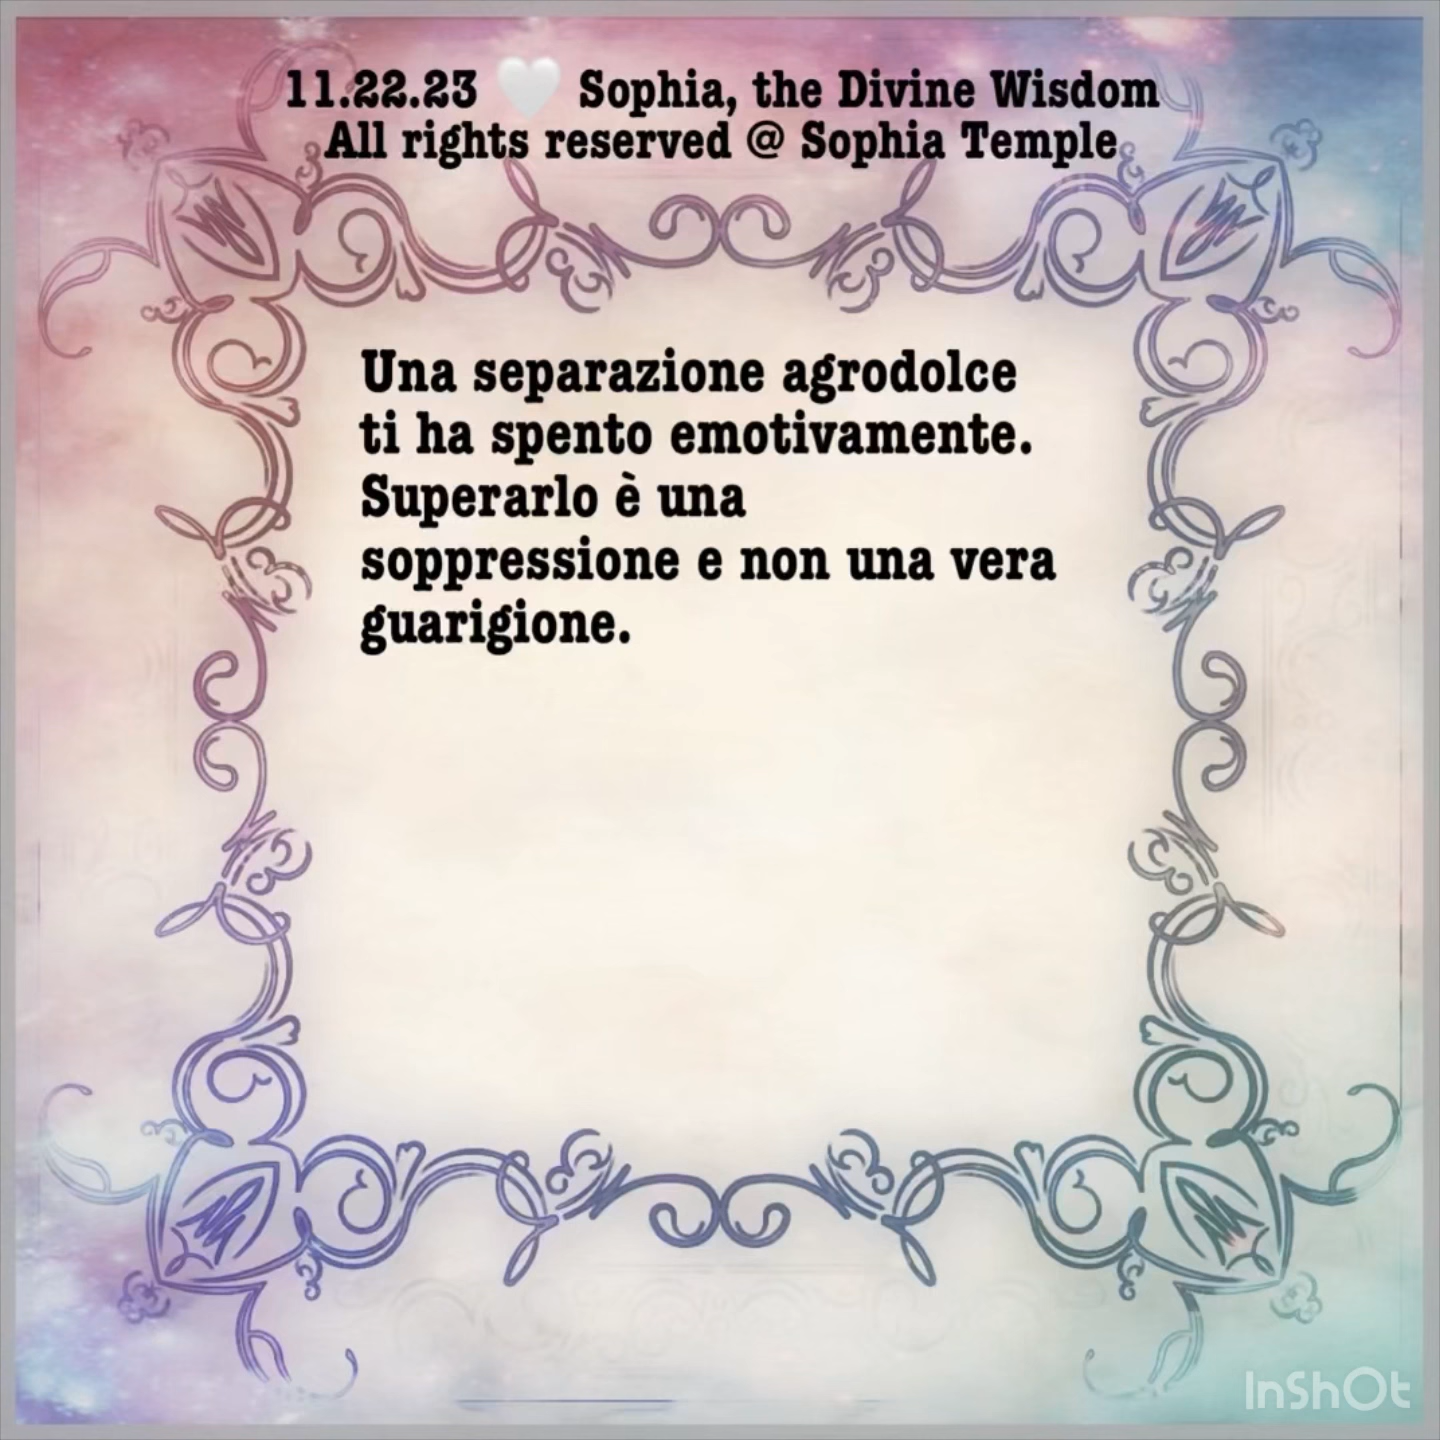 11.22.23 🤍 Sophia, the Divine Wisdom
All rights reserved @ Sophia Temple
Una separazione agrodolce
ti ha spento emotivamente.
Superarlo è una
soppressione e non una vera
guarigione.
InShOt